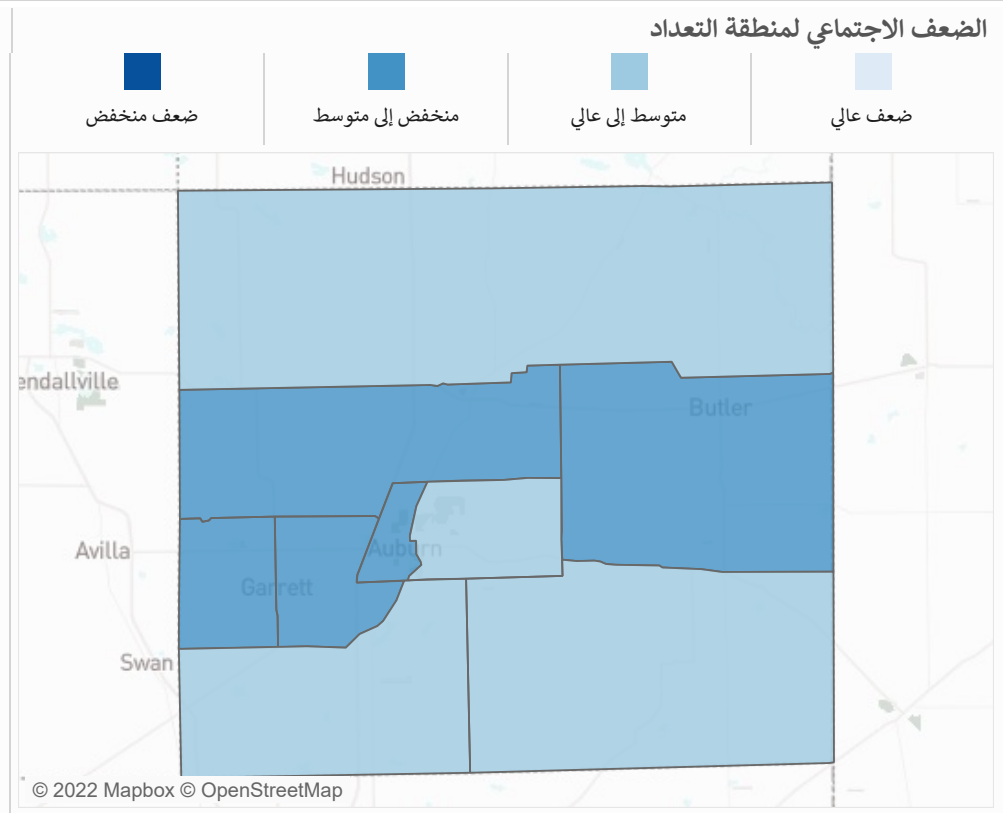 الضعف الاجتماعي لمنطقة التعداد
ضعف عالي
متوسط إلى عالي
منخفض إلى متوسط
ضعف منخفض
Hudson
endallville
Butler
Avilla
Auburn
Garrett
Swan
© 2022 Mapbox © OpenStreetMap